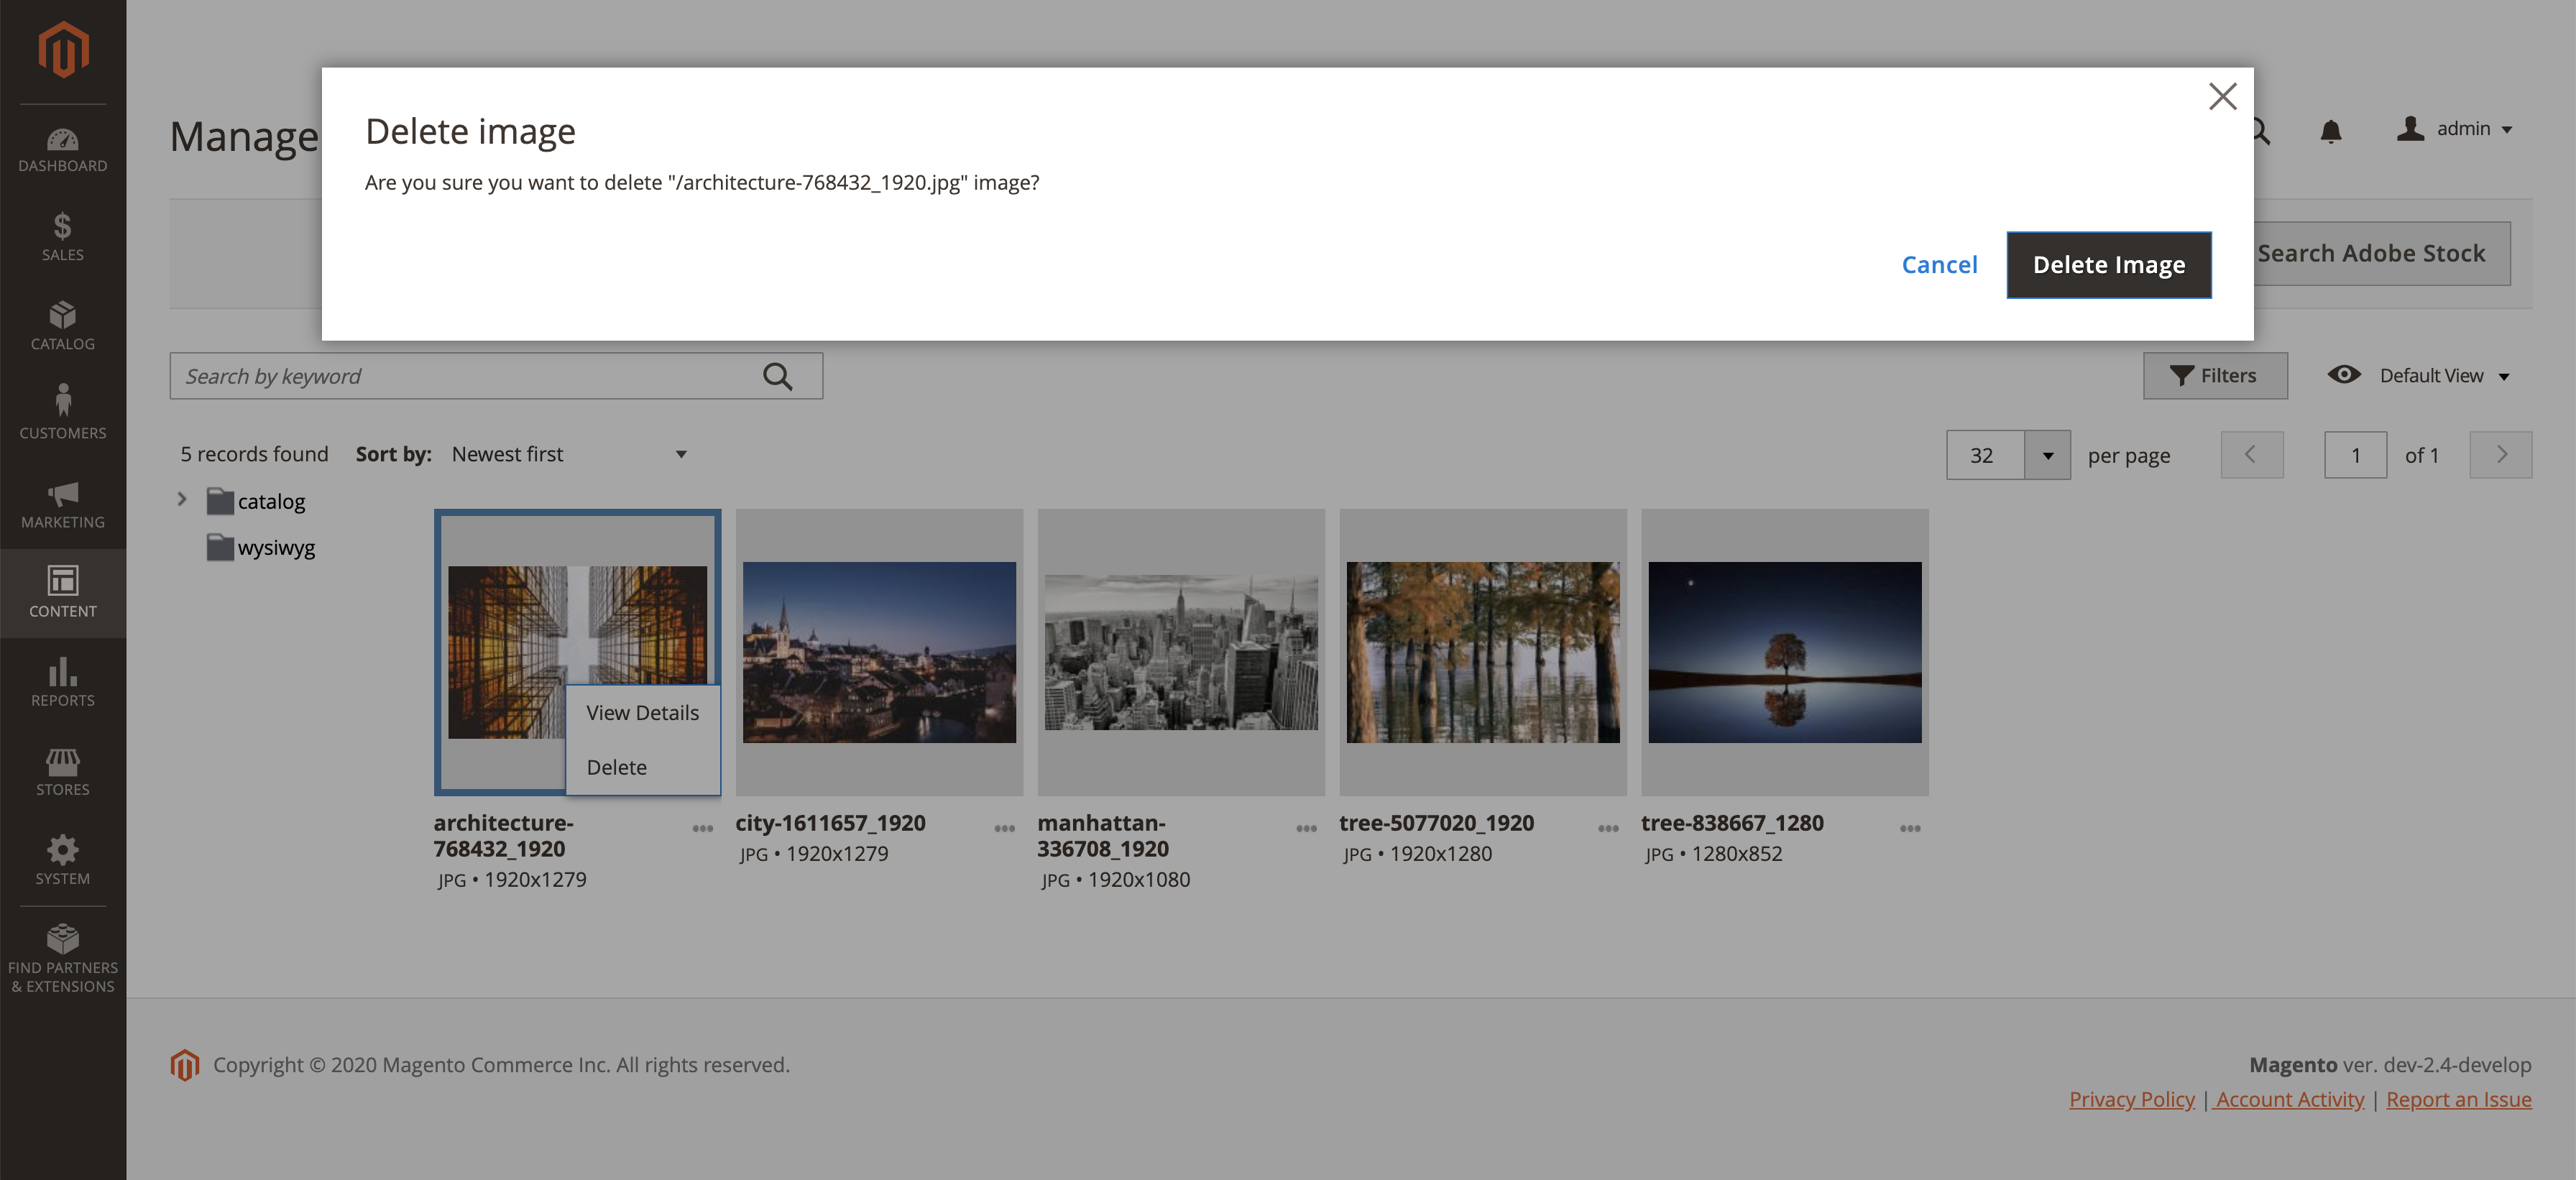 DASHBOARD
SALES
CATALOG
CUSTOMERS
MARKETING
CONTENT
REPORTS
STORES
SYSTEM
FIND PARTNERS
& EXTENSIONS
Manage
admin
Delete image
Are you sure you want to delete "/architecture-768432_1920.jpg" image?
Cancel
Delete Image
Search Adobe Stock
Search by keyword
Filters
Default View
5 records found Sort by: Newest first
32 per page 1 of 1
catalog
wysiwyg
View Details
Delete
architecture-
768432_1920
JPG • 1920x1279
city-1611657_1920
JPG • 1920x1279
manhattan-
336708_1920
JPG • 1920x1080
tree-5077020_1920
JPG • 1920x1280
tree-838667_1280
JPG • 1280x852
Copyright © 2020 Magento Commerce Inc. All rights reserved.
Magento ver. dev-2.4-develop
Privacy Policy | Account Activity | Report an Issue